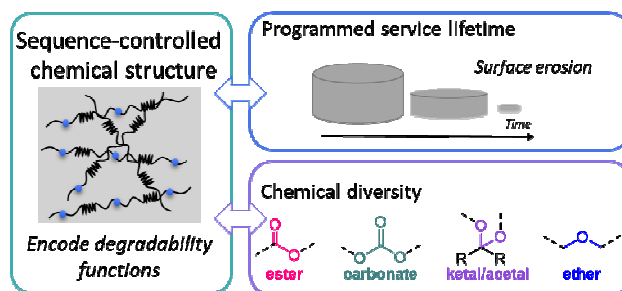 Sequence-controlled
chemical structure
Encode degradability
functions
Programmed service lifetime
Surface erosion
Time
Chemical diversity
O
O
ester
O
O O
carbonate
O
O
R R
ketal/acetal
O
ether